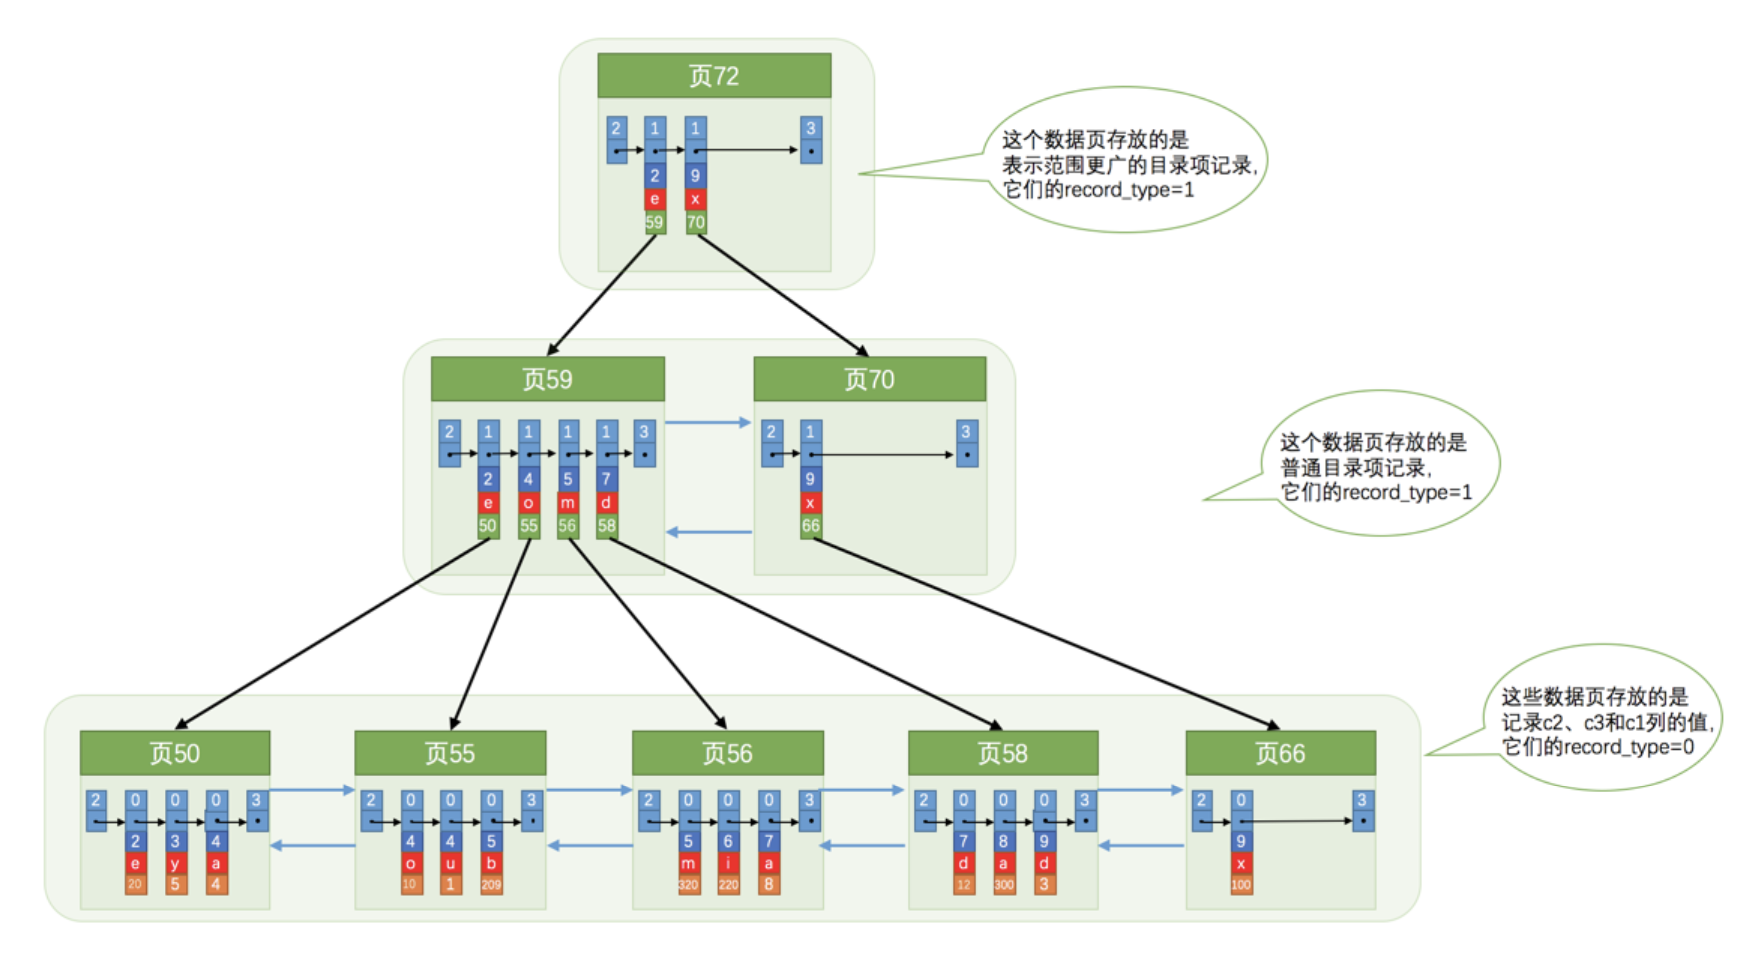 页72
2 1 1 3
2 9
e x
59 70
这个数据页存放的是
表示范围更广的目录项记录,
它们的record_type=1
页59 页70
2 1 1 1 1 3 2 1 3
2 4 5 7 9
e o m d x
50 55 56 58 66
这个数据页存放的是
普通目录项记录,
它们的record_type=1
这些数据页存放的是
记录c2、c3和c1列的值,
它们的record_type=0
页50 页55 页56 页58 页66
2 0 0 0 3 2 0 0 0 3 2 0 0 0 3 2 0 0 0 3 2 0 3
2 3 4 4 4 5 5 6 7 7 8 9 9
e y a o u b m i a d a d x
20 5 4 10 1 209 320 220 8 12 300 3 100